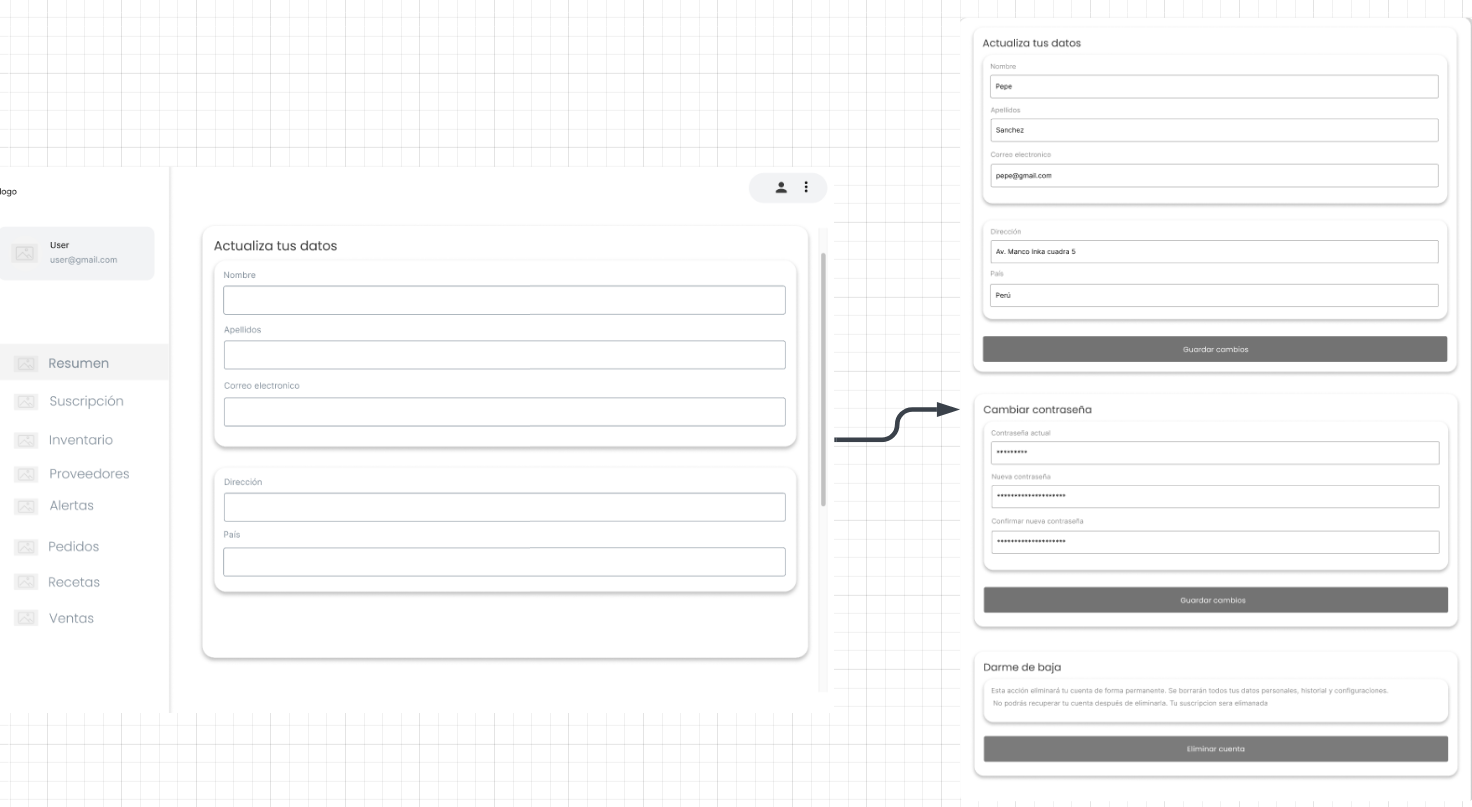 logo
User
user@gmail.com
Resumen
Suscripción
Inventario
Proveedores
Alertas
Pedidos
Recetas
Ventas
Actualiza tus datos
Nombre
Apellidos
Correo electronico
Dirección
País
Actualiza tus datos
Nombre
Pepe
Apellidos
Sanchez
Correo electronico
pepe@gmail.com
Dirección
Av. Manco Inka cuadra 5
País
Perú
Guardar cambios
Cambiar contraseña
Contraseña actual
*********
Nueva contraseña
********************
Confirmar nueva contraseña
********************
Guardar cambios
Darme de baja
Esta acción eliminará tu cuenta de forma permanente. Se borrarán todos tus datos personales, historial y configuraciones.
No podrás recuperar tu cuenta después de eliminarla. Tu suscripcion sera elimanada
Eliminar cuenta